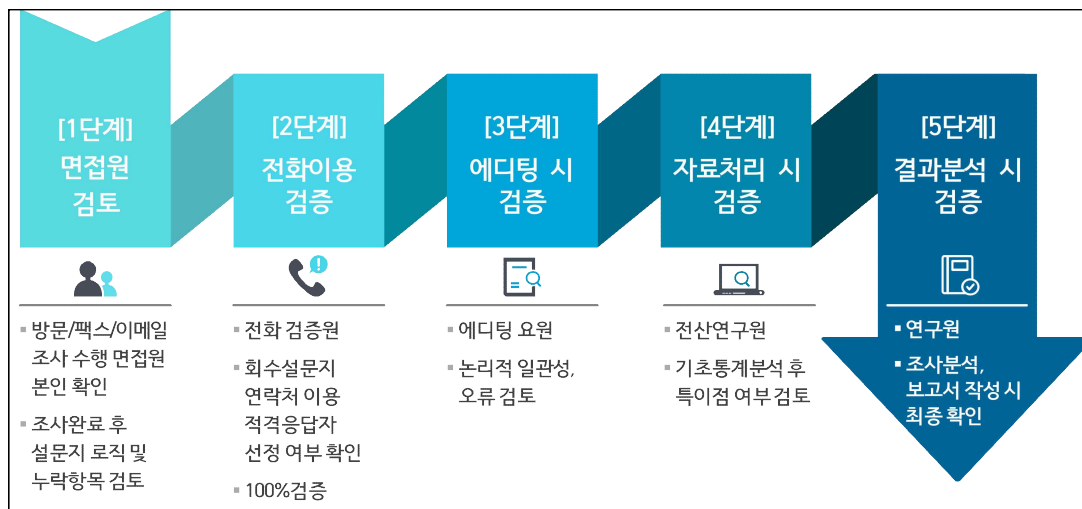 [1단계]
면접원
검토
▪ 방문/팩스/이메일
조사 수행 면접원
본인 확인
▪ 조사완료 후
설문지 로직 및
누락항목 검토
[2단계]
전화이용
검증
▪ 전화 검증원
▪ 회수설문지
연락처 이용
적격응답자
선정 여부 확인
▪ 100%검증
[3단계]
에디팅 시
검증
▪ 에디팅 요원
▪ 논리적 일관성,
오류 검토
[4단계]
자료처리 시
검증
▪ 전산연구원
▪ 기초통계분석 후
특이점 여부 검토
[5단계]
결과분석 시
검증
▪ 연구원
▪ 조사분석,
보고서 작성 시
최종 확인